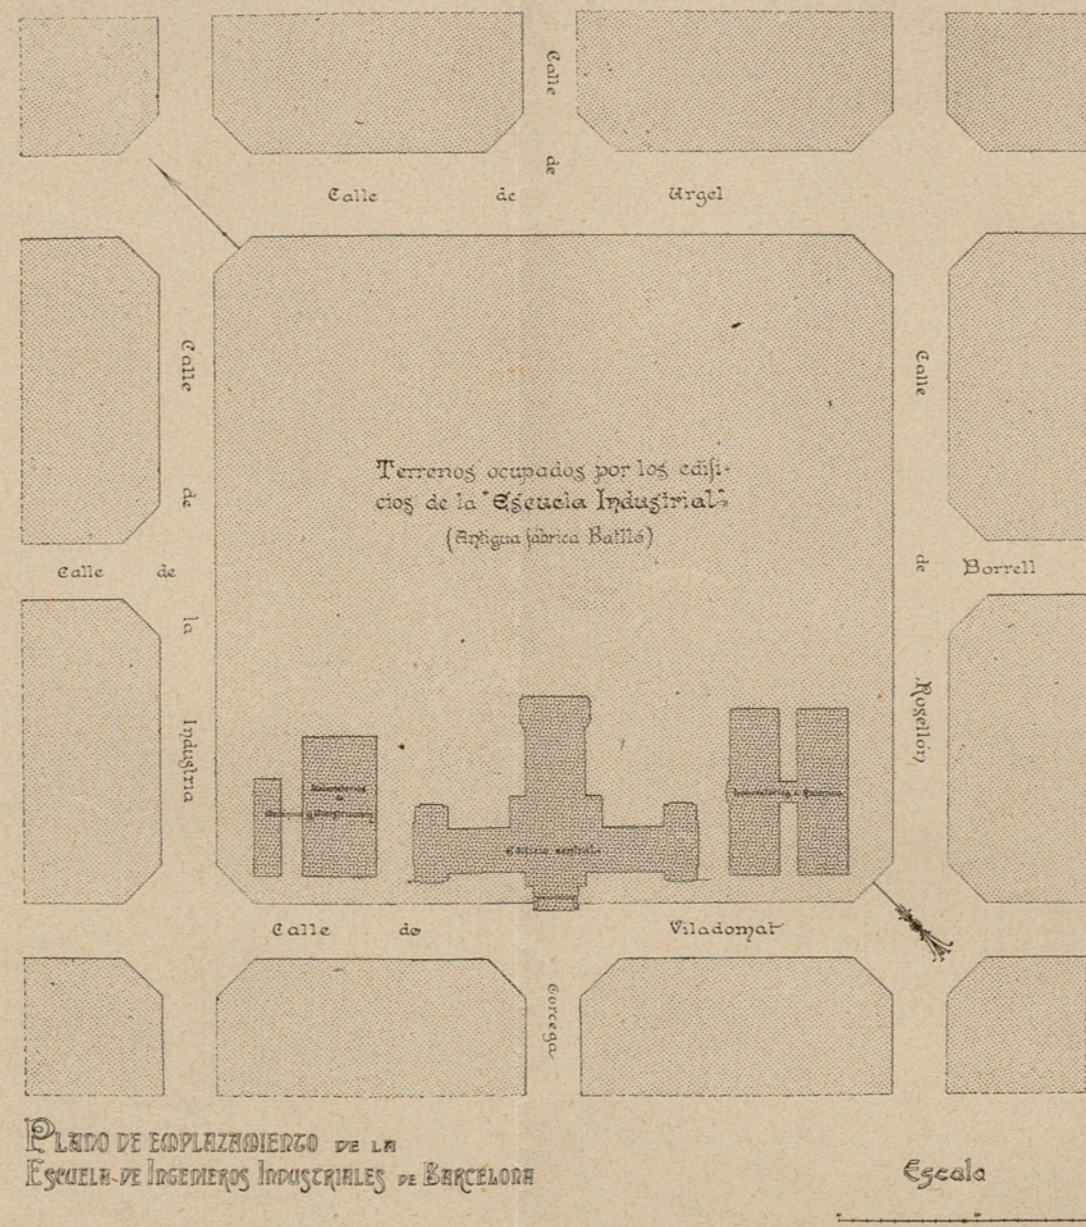 Calle de
Calle de Urgel
Calle de la Industria
Calle de Rosellón
Terrenos ocupados por los edifi-
cios de la "Escuela Industrial"
(Antigua fábrica Batlló)
Calle de
Borrell
Edificio central
Calle de Viladomat
Corcega
PLANO DE EMPLAZAMIENTO DE LA
ESCUELA DE INGENIEROS INDUSTRIALES DE BARCELONA
Escala